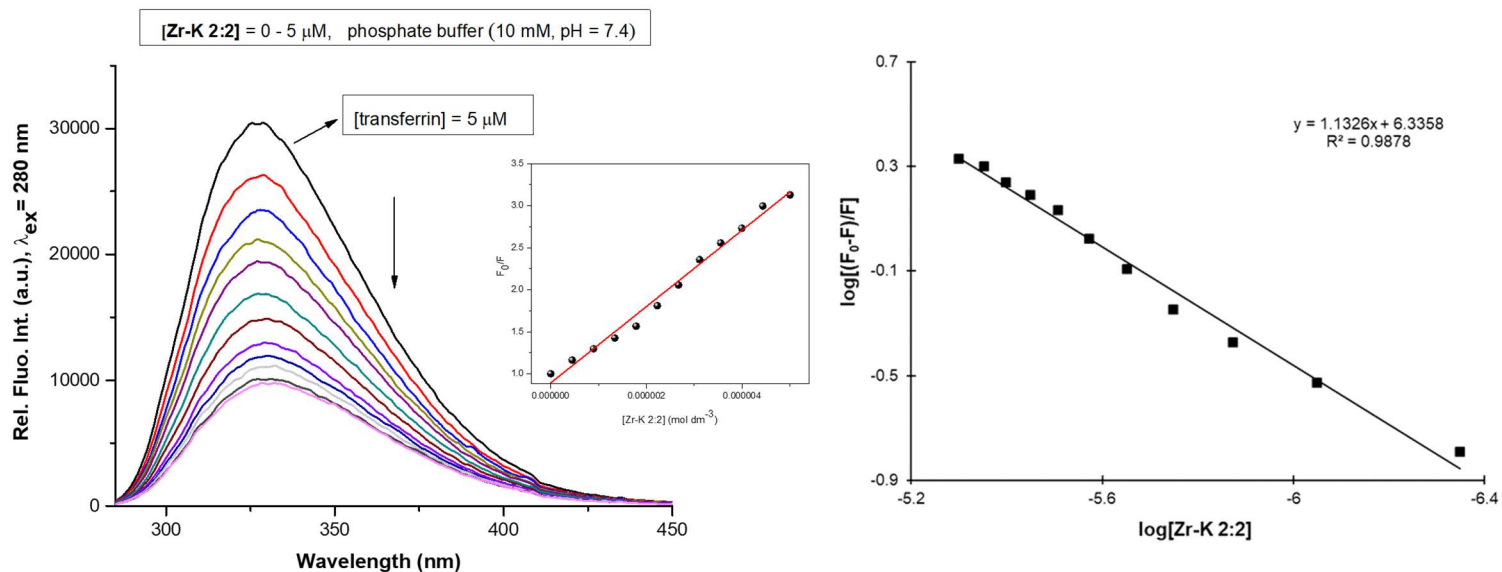 [Zr-K 2:2] = 0 - 5 μM, phosphate buffer (10 mM, pH = 7.4)
[transferrin] = 5 μM
Rel. Fluo. Int. (a.u.), λex= 280 nm
30000
20000
10000
0
300
350
400
450
Wavelength (nm)
F0/F
3.5
3.0
2.5
2.0
1.5
1.0
0.000000
0.000002
0.000004
[Zr-K 2:2] (mol dm-3)
log[(F0-F)/F]
0.7
0.3
-0.1
-0.5
-0.9
y = 1.1326x + 6.3358
R² = 0.9878
-5.2
-5.6
-6
-6.4
log[Zr-K 2:2]